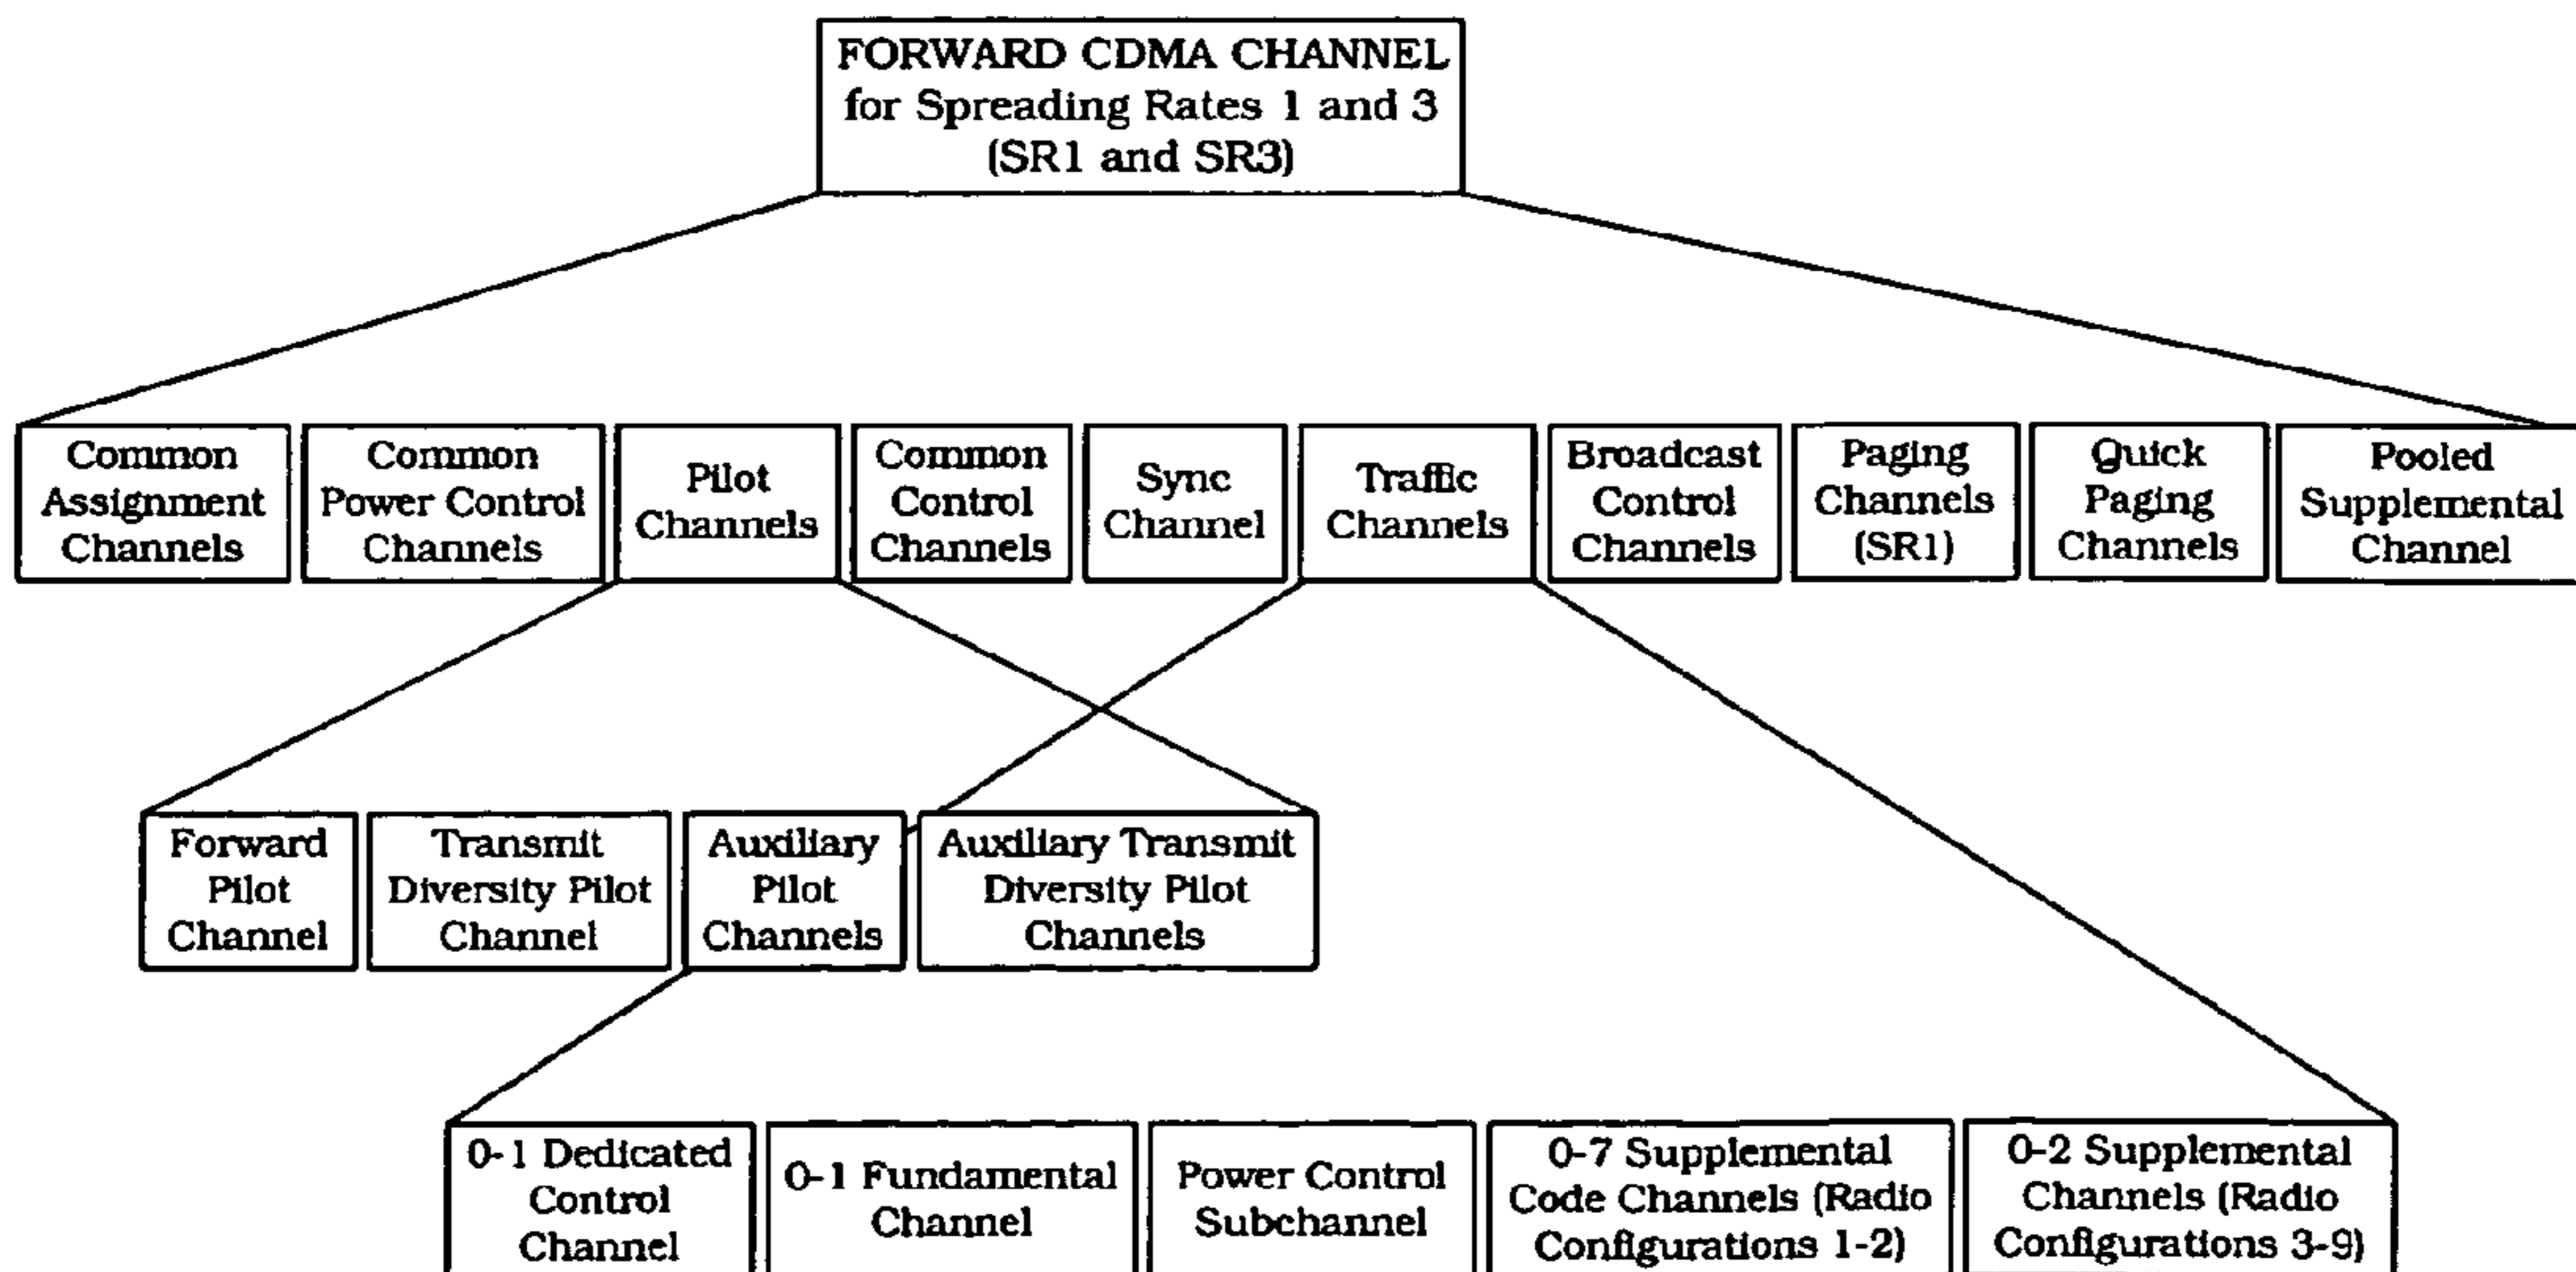 FORWARD CDMA CHANNEL
for Spreading Rates 1 and 3
(SR1 and SR3)
Common
Assignment
Channels
Common
Power Control
Channels
Pilot
Channels
Common
Control
Channels
Sync
Channel
Traffic
Channels
Broadcast
Control
Channels
Paging
Channels
(SR1)
Quick
Paging
Channels
Pooled
Supplemental
Channel
Forward
Pilot
Channel
Transmit
Diversity Pilot
Channel
Auxiliary
Pilot
Channels
Auxiliary Transmit
Diversity Pilot
Channels
0-1 Dedicated
Control
Channel
0-1 Fundamental
Channel
Power Control
Subchannel
0-7 Supplemental
Code Channels (Radio
Configurations 1-2)
0-2 Supplemental
Channels (Radio
Configurations 3-9)